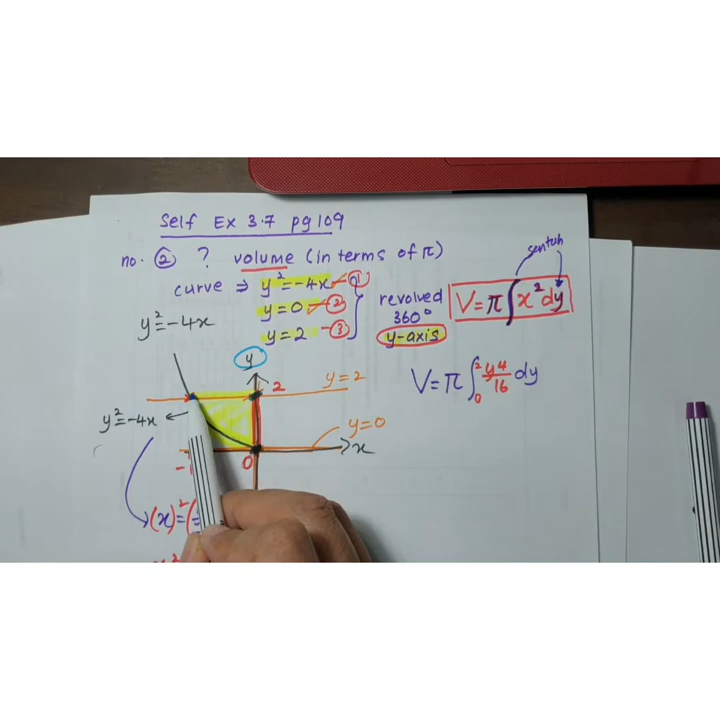 Self Ex 3.7 pg 109
no. ② ? volume (in terms of π)
curve ⇒ y² = -4x — ①
y = 0 — ②
y = 2 — ③
revolved
360°
y-axis
sentuh
V = π ∫ x² dy
y² = -4x
y
2
y = 2
V = π ∫₀² y⁴/16 dy
y² = -4x
y = 0
x
0